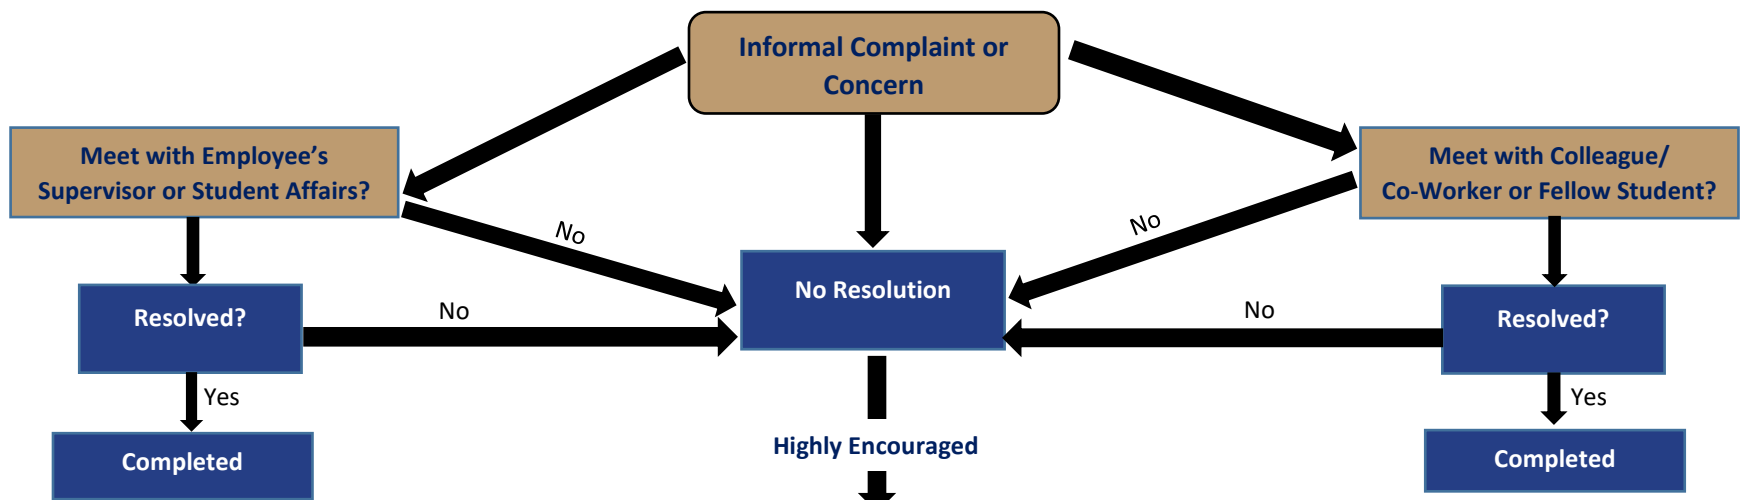 Informal Complaint or
Concern
Meet with Employee’s
Supervisor or Student Affairs?
Meet with Colleague/
Co-Worker or Fellow Student?
No
No
No Resolution
Resolved?
No
No
Resolved?
Yes
Yes
Highly Encouraged
Completed
Completed